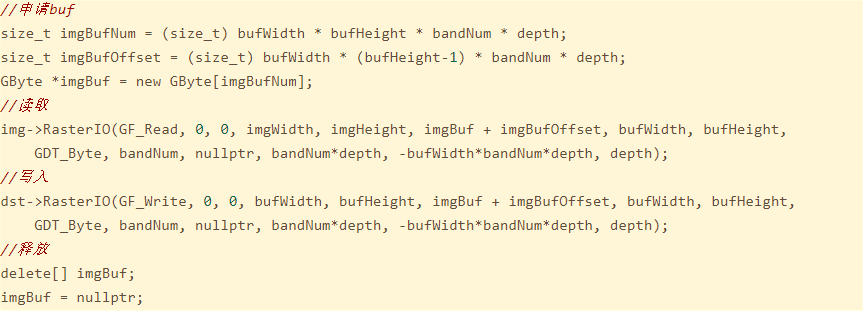 //申请buf
size_t imgBufNum = (size_t) bufWidth * bufHeight * bandNum * depth;
size_t imgBufOffset = (size_t) bufWidth * (bufHeight-1) * bandNum * depth;
GByte *imgBuf = new GByte[imgBufNum];
//读取
img->RasterIO(GF_Read, 0, 0, imgWidth, imgHeight, imgBuf + imgBufOffset, bufWidth, bufHeight,
    GDT_Byte, bandNum, nullptr, bandNum*depth, -bufWidth*bandNum*depth, depth);
//写入
dst->RasterIO(GF_Write, 0, 0, bufWidth, bufHeight, imgBuf + imgBufOffset, bufWidth, bufHeight,
    GDT_Byte, bandNum, nullptr, bandNum*depth, -bufWidth*bandNum*depth, depth);
//释放
delete[] imgBuf;
imgBuf = nullptr;